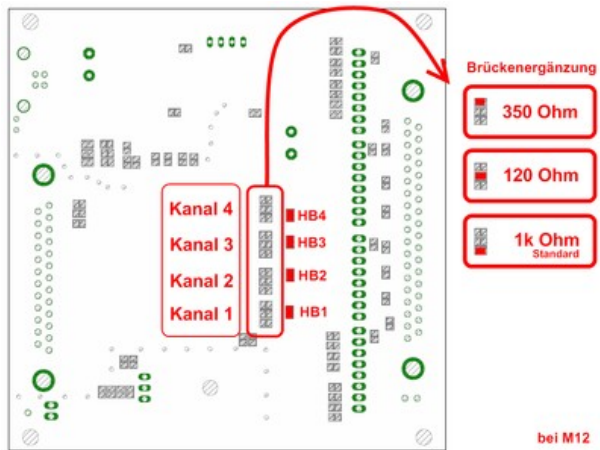 Brückenergänzung
350 Ohm
120 Ohm
1k Ohm
Standard
Kanal 4
HB4
Kanal 3
HB3
Kanal 2
HB2
Kanal 1
HB1
bei M12